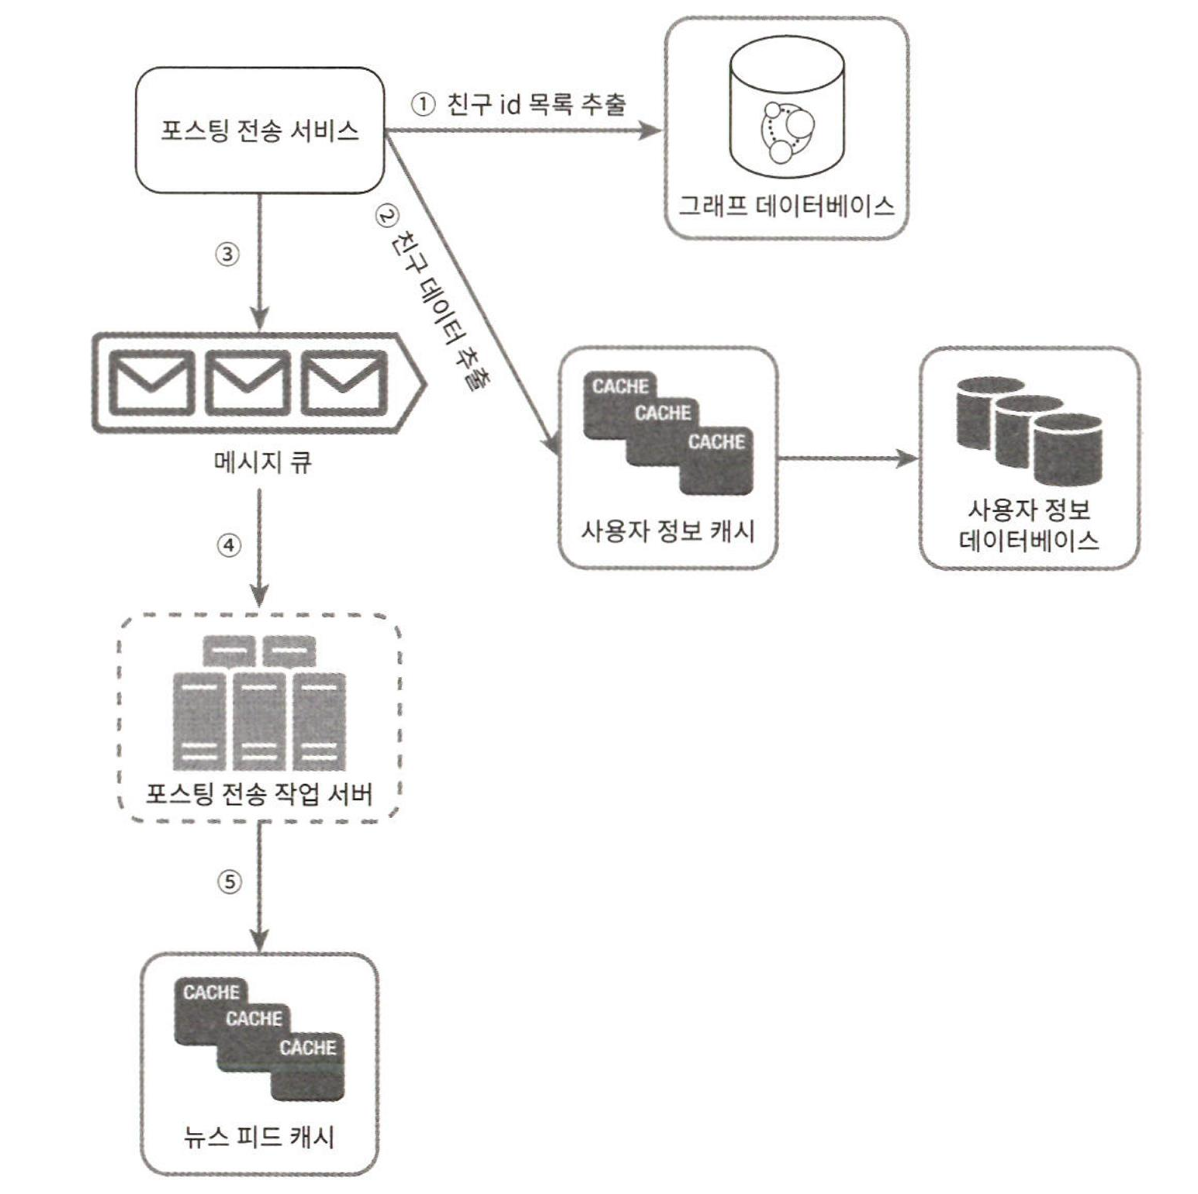 포스팅 전송 서비스
① 친구 id 목록 추출
그래프 데이터베이스
② 친구 데이터 추출
③
메시지 큐
CACHE
CACHE
CACHE
사용자 정보 캐시
사용자 정보
데이터베이스
④
포스팅 전송 작업 서버
⑤
CACHE
CACHE
CACHE
뉴스 피드 캐시